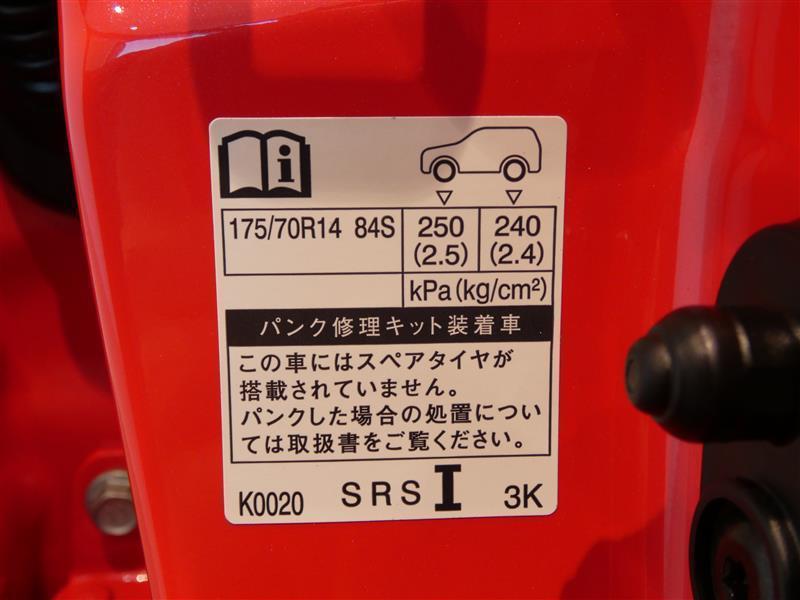 i
175/70R14 84S 250 (2.5) 240 (2.4)
kPa(kg/cm²)
パンク修理キット装着車
この車にはスペアタイヤが
搭載されていません。
パンクした場合の処置につい
ては取扱書をご覧ください。
K0020 SRS I 3K